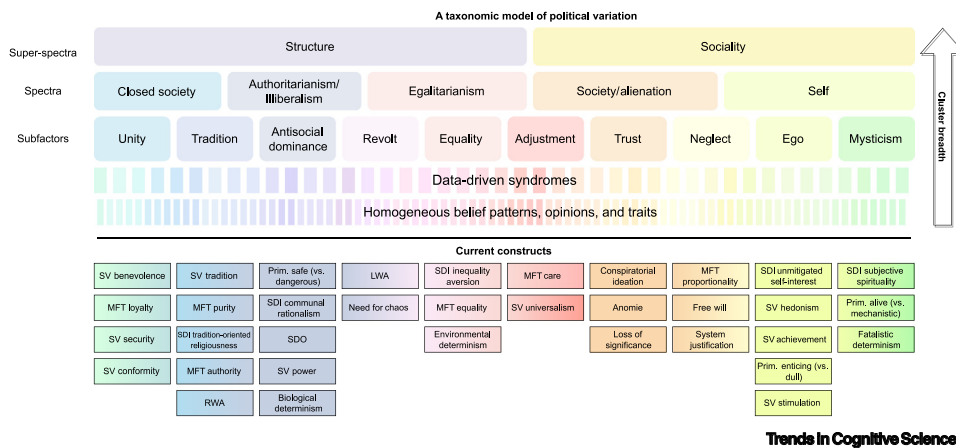 A taxonomic model of political variation
Super-spectra
Structure
Sociality
Spectra
Closed society
Authoritarianism/
Illiberalism
Egalitarianism
Society/alienation
Self
Subfactors
Unity
Tradition
Antisocial
dominance
Revolt
Equality
Adjustment
Trust
Neglect
Ego
Mysticism
Cluster breadth
Data-driven syndromes
Homogeneous belief patterns, opinions, and traits
Current constructs
SV benevolence
MFT loyalty
SV security
SV conformity
SV tradition
MFT purity
SDI tradition-oriented
religiousness
MFT authority
RWA
Prim. safe (vs.
dangerous)
SDI communal
rationalism
SDO
SV power
Biological
determinism
LWA
Need for chaos
SDI inequality
aversion
MFT equality
Environmental
determinism
MFT care
SV universalism
Conspiratorial
ideation
Anomie
Loss of
significance
MFT
proportionality
Free will
System
justification
SDI unmitigated
self-interest
SV hedonism
SV achievement
Prim. enticing (vs.
dull)
SV stimulation
SDI subjective
spirituality
Prim. alive (vs.
mechanistic)
Fatalistic
determinism
Trends in Cognitive Sciences